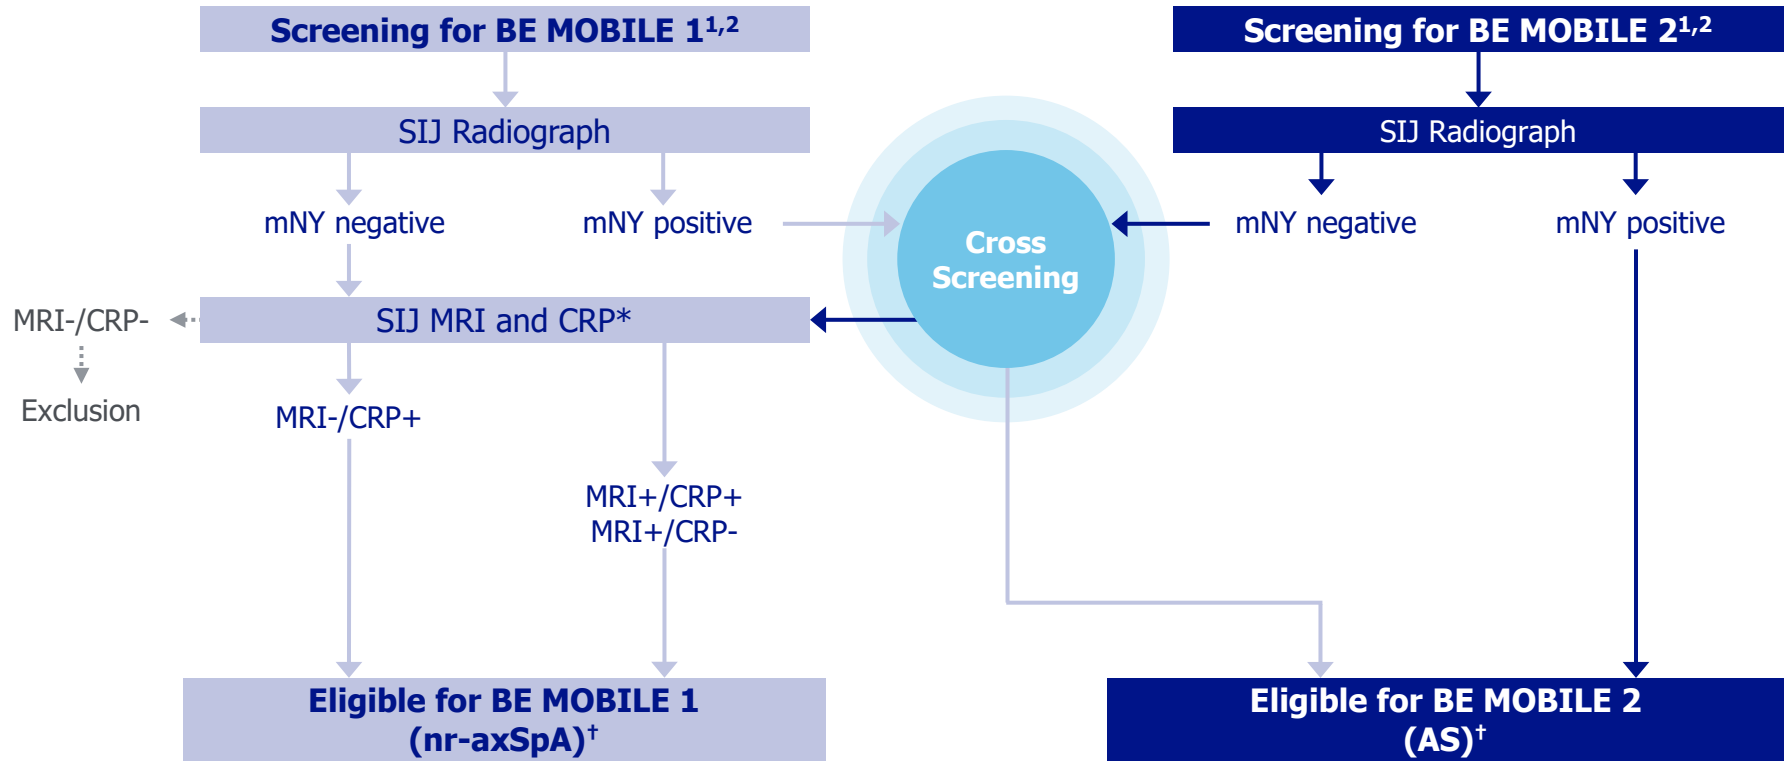 Screening for BE MOBILE 1¹,²
Screening for BE MOBILE 2¹,²
SIJ Radiograph
SIJ Radiograph
mNY negative
mNY positive
mNY negative
mNY positive
Cross
Screening
MRI-/CRP-
SIJ MRI and CRP*
Exclusion
MRI-/CRP+
MRI+/CRP+
MRI+/CRP-
Eligible for BE MOBILE 1
(nr-axSpA)†
Eligible for BE MOBILE 2
(AS)†